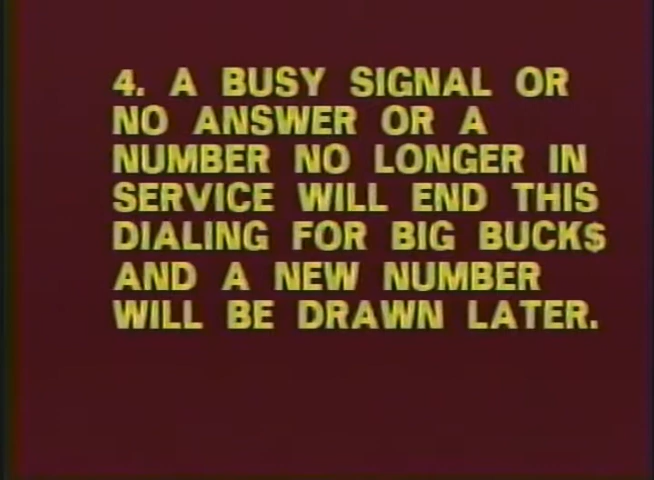 4. A BUSY SIGNAL OR
NO ANSWER OR A
NUMBER NO LONGER IN
SERVICE WILL END THIS
DIALING FOR BIG BUCK$
AND A NEW NUMBER
WILL BE DRAWN LATER.